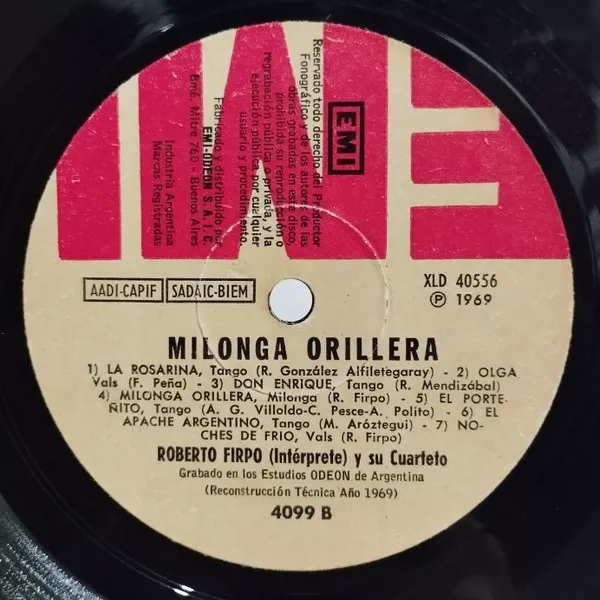 EMI
EMI
Reservado todo derecho del Productor
Fonográfico y de los autores de las
obras grabadas en este disco,
prohibida su reproducción o
regrabación pública o privada, y la
ejecución pública por cualquier
usuario y procedimiento.
Fabricado y distribuido por
EMI-ODEON S.A.I.C.
Bmé. Mitre 760 - Buenos Aires
Industria Argentina
Marcas Registradas
AADI-CAPIF SADAIC-BIEM
XLD 40556
℗ 1969
MILONGA ORILLERA
1) LA ROSARINA, Tango (R. González Alfiletegaray) - 2) OLGA
Vals (F. Peña) - 3) DON ENRIQUE, Tango (R. Mendizábal)
4) MILONGA ORILLERA, Milonga (R. Firpo) - 5) EL PORTE-
ÑITO, Tango (A. G. Villoldo-C. Pesce-A. Polito) - 6) EL
APACHE ARGENTINO, Tango (M. Aróztegui) - 7) NO-
CHES DE FRIO, Vals (R. Firpo)
ROBERTO FIRPO (Intérprete) y su Cuarteto
Grabado en los Estudios ODEON de Argentina
(Reconstrucción Técnica Año 1969)
4099 B